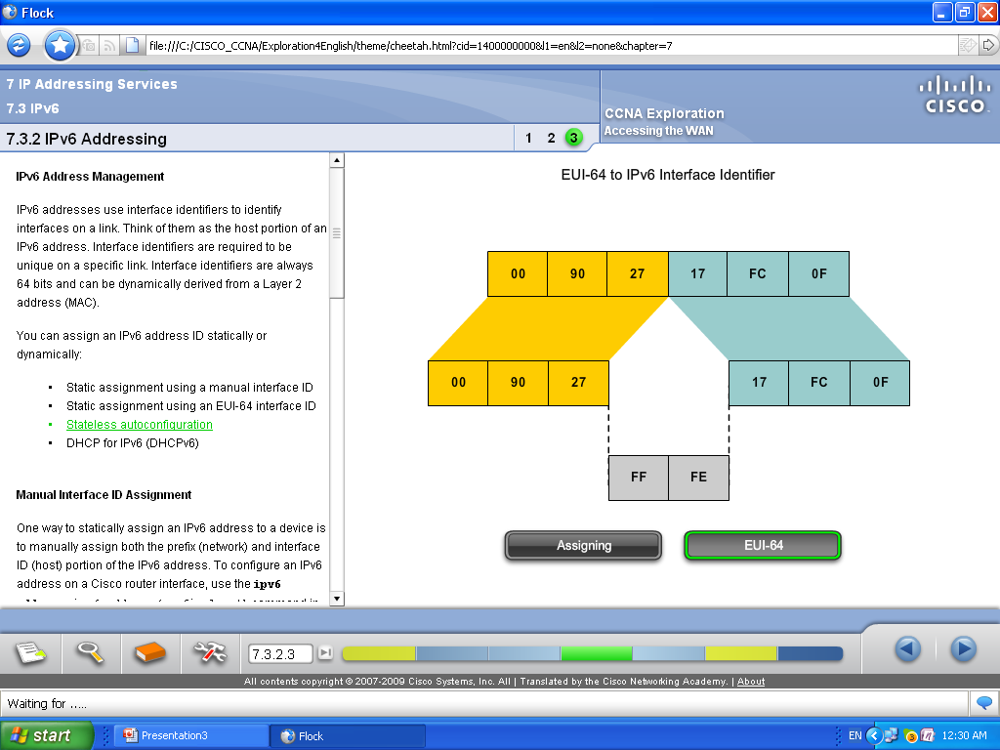 Flock
file:///C:/CISCO_CCNA/Exploration4English/theme/cheetah.html?cid=1400000000&l1=en&l2=none&chapter=7
7 IP Addressing Services
7.3 IPv6
CCNA Exploration
Accessing the WAN
CISCO
7.3.2 IPv6 Addressing
1 2 3
IPv6 Address Management
IPv6 addresses use interface identifiers to identify
interfaces on a link. Think of them as the host portion of an
IPv6 address. Interface identifiers are required to be
unique on a specific link. Interface identifiers are always
64 bits and can be dynamically derived from a Layer 2
address (MAC).
You can assign an IPv6 address ID statically or
dynamically:
• Static assignment using a manual interface ID
• Static assignment using an EUI-64 interface ID
• Stateless autoconfiguration
• DHCP for IPv6 (DHCPv6)
Manual Interface ID Assignment
One way to statically assign an IPv6 address to a device is
to manually assign both the prefix (network) and interface
ID (host) portion of the IPv6 address. To configure an IPv6
address on a Cisco router interface, use the ipv6
EUI-64 to IPv6 Interface Identifier
00 90 27 17 FC 0F
00 90 27 17 FC 0F
FF FE
Assigning EUI-64
7.3.2.3
All contents copyright © 2007-2009 Cisco Systems, Inc. All | Translated by the Cisco Networking Academy. | About
Waiting for .....
start Presentation3 Flock EN 12:30 AM